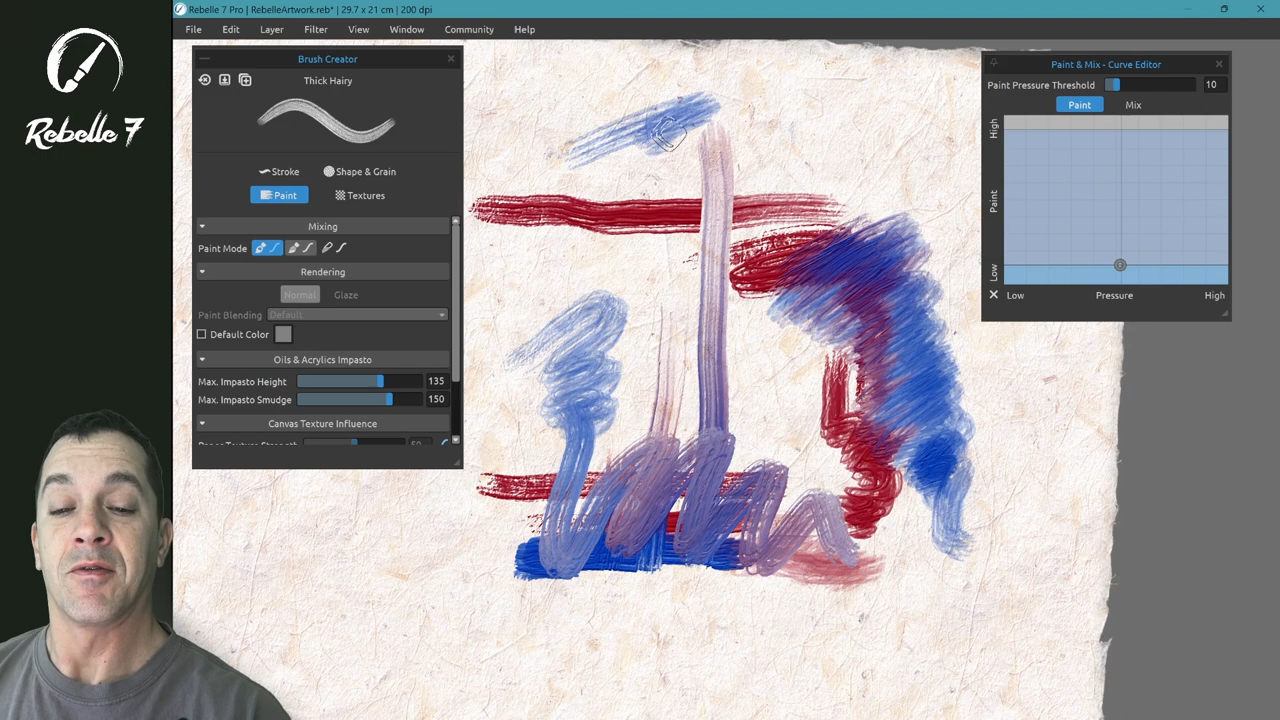 Rebelle 7 Pro | RebelleArtwork.reb* | 29.7 x 21 cm | 200 dpi
File Edit Layer Filter View Window Community Help
Rebelle 7
Brush Creator
Thick Hairy
Stroke Shape & Grain
Paint Textures
Mixing
Paint Mode
Rendering
Normal Glaze
Paint Blending Default
Default Color
Oils & Acrylics Impasto
Max. Impasto Height 135
Max. Impasto Smudge 150
Canvas Texture Influence
Paint & Mix - Curve Editor
Paint Pressure Threshold 10
Paint Mix
High
Paint
Low
Low Pressure High